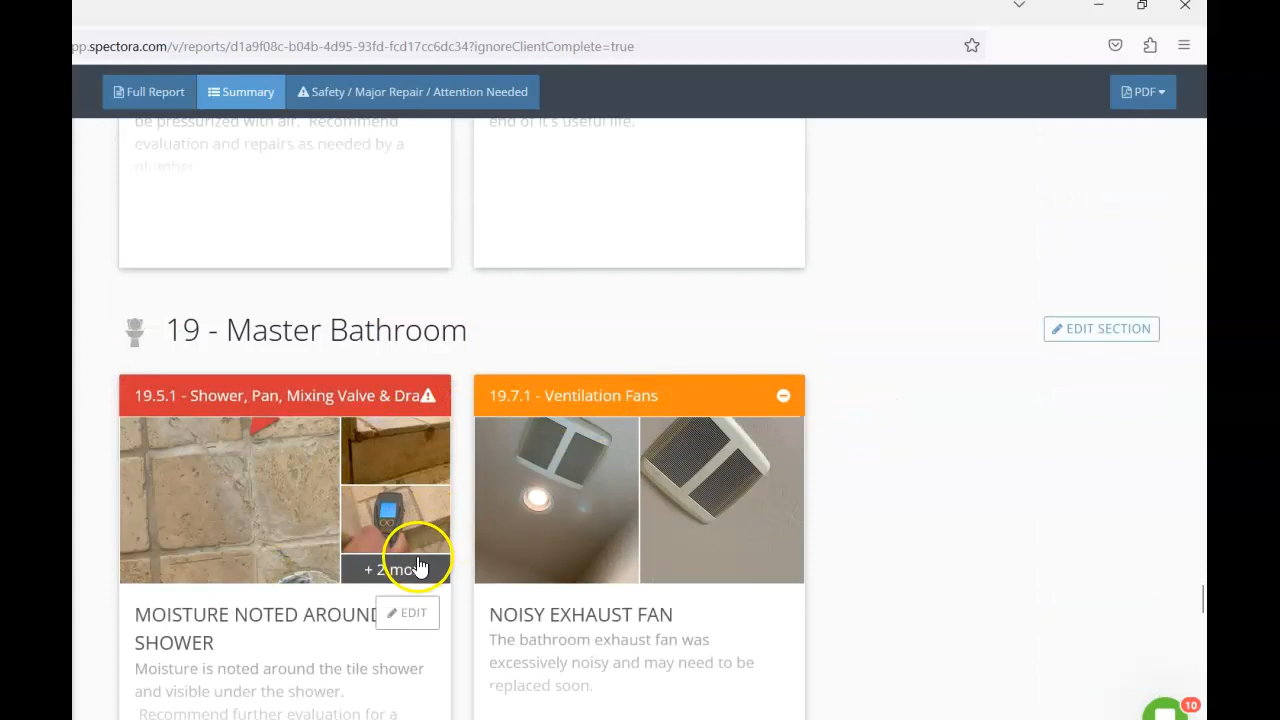 pp.spectora.com/v/reports/d1a9f08c-b04b-4d95-93fd-fcd17cc6dc34?ignoreClientComplete=true
Full Report
Summary
Safety / Major Repair / Attention Needed
PDF
be pressurized with air. Recommend
evaluation and repairs as needed by a
plumber
end of it's useful life.
19 - Master Bathroom
EDIT SECTION
19.5.1 - Shower, Pan, Mixing Valve & Dra
19.7.1 - Ventilation Fans
+ 2 mo
MOISTURE NOTED AROUND
SHOWER
EDIT
Moisture is noted around the tile shower
and visible under the shower.
Recommend further evaluation for a
NOISY EXHAUST FAN
The bathroom exhaust fan was
excessively noisy and may need to be
replaced soon.
10